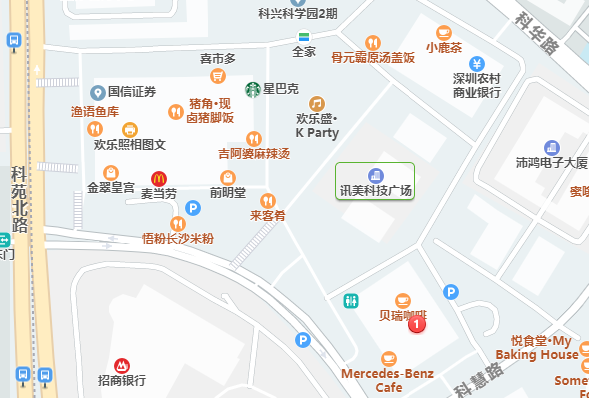 科兴科学园2期
科华路
全家
喜市多
骨元霸原汤盖饭
小鹿茶
深圳农村
商业银行
国信证券
星巴克
猪角·现
卤猪脚饭
渔语鱼库
欢乐盛·
K Party
欢乐照相图文
吉阿婆麻辣烫
沛鸿电子大厦
科苑北路
金翠皇宫
麦当劳
前明堂
讯美科技广场
蜜
来客肴
悟粉长沙米粉
P
东门
P
贝瑞咖啡
1
P
悦食堂·My
Baking House
招商银行
Mercedes-Benz
Cafe
科慧路
Some
Fo